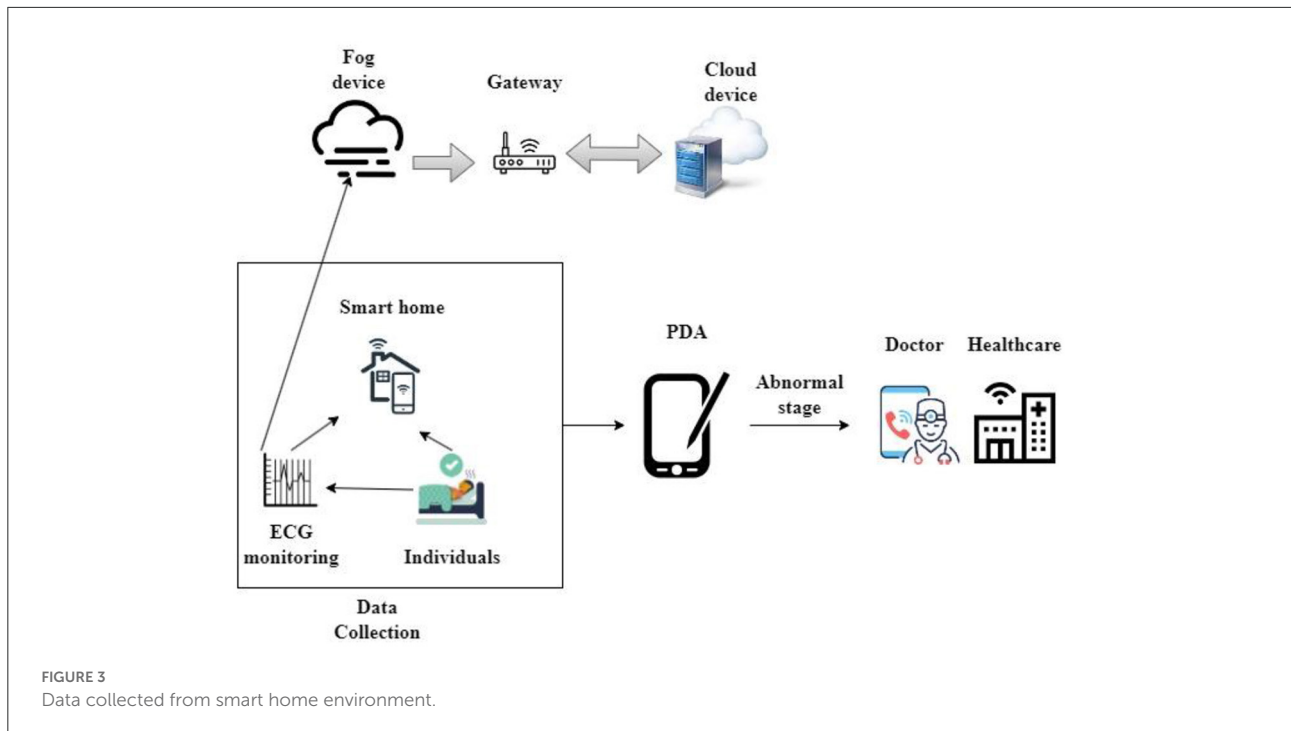 Fog
device
Gateway
Cloud
device
Smart home
ECG
monitoring
Individuals
Data
Collection
PDA
Abnormal
stage
Doctor
Healthcare
FIGURE 3
Data collected from smart home environment.